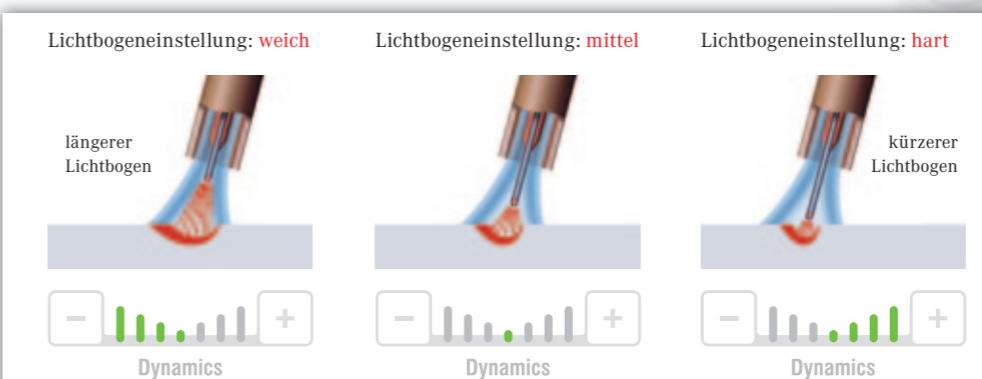 Lichtbogeneinstellung: weich
längerer
Lichtbogen
− +
Dynamics
Lichtbogeneinstellung: mittel
− +
Dynamics
Lichtbogeneinstellung: hart
kürzerer
Lichtbogen
− +
Dynamics